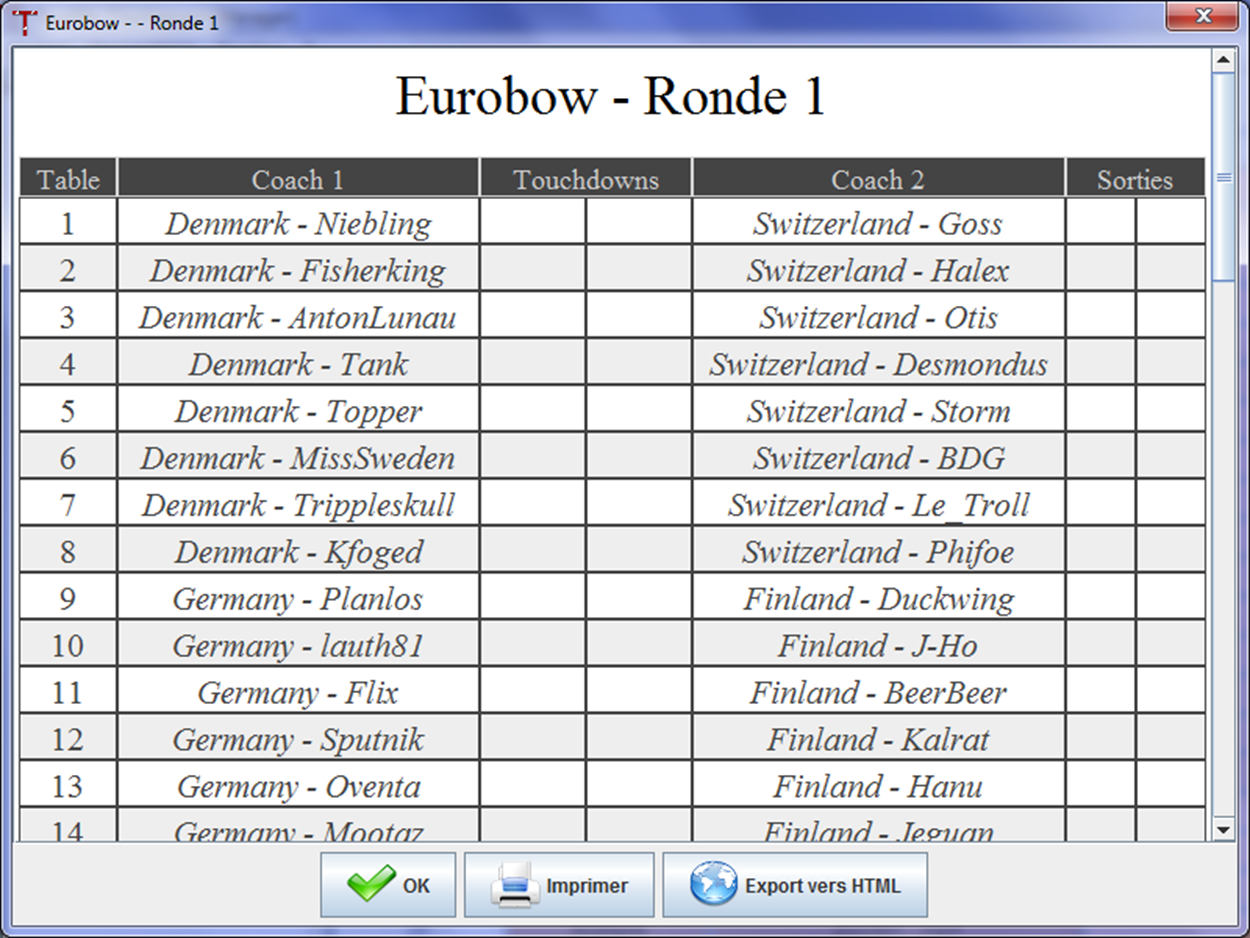 Eurobow - - Ronde 1
Eurobow - Ronde 1
Table Coach 1 Touchdowns Coach 2 Sorties
1 Denmark - Niebling Switzerland - Goss
2 Denmark - Fisherking Switzerland - Halex
3 Denmark - AntonLunau Switzerland - Otis
4 Denmark - Tank Switzerland - Desmondus
5 Denmark - Topper Switzerland - Storm
6 Denmark - MissSweden Switzerland - BDG
7 Denmark - Trippleskull Switzerland - Le_Troll
8 Denmark - Kfoged Switzerland - Phifoe
9 Germany - Planlos Finland - Duckwing
10 Germany - lauth81 Finland - J-Ho
11 Germany - Flix Finland - BeerBeer
12 Germany - Sputnik Finland - Kalrat
13 Germany - Oventa Finland - Hanu
14 Germany - Mootaz Finland - Jeguan
OK Imprimer Export vers HTML